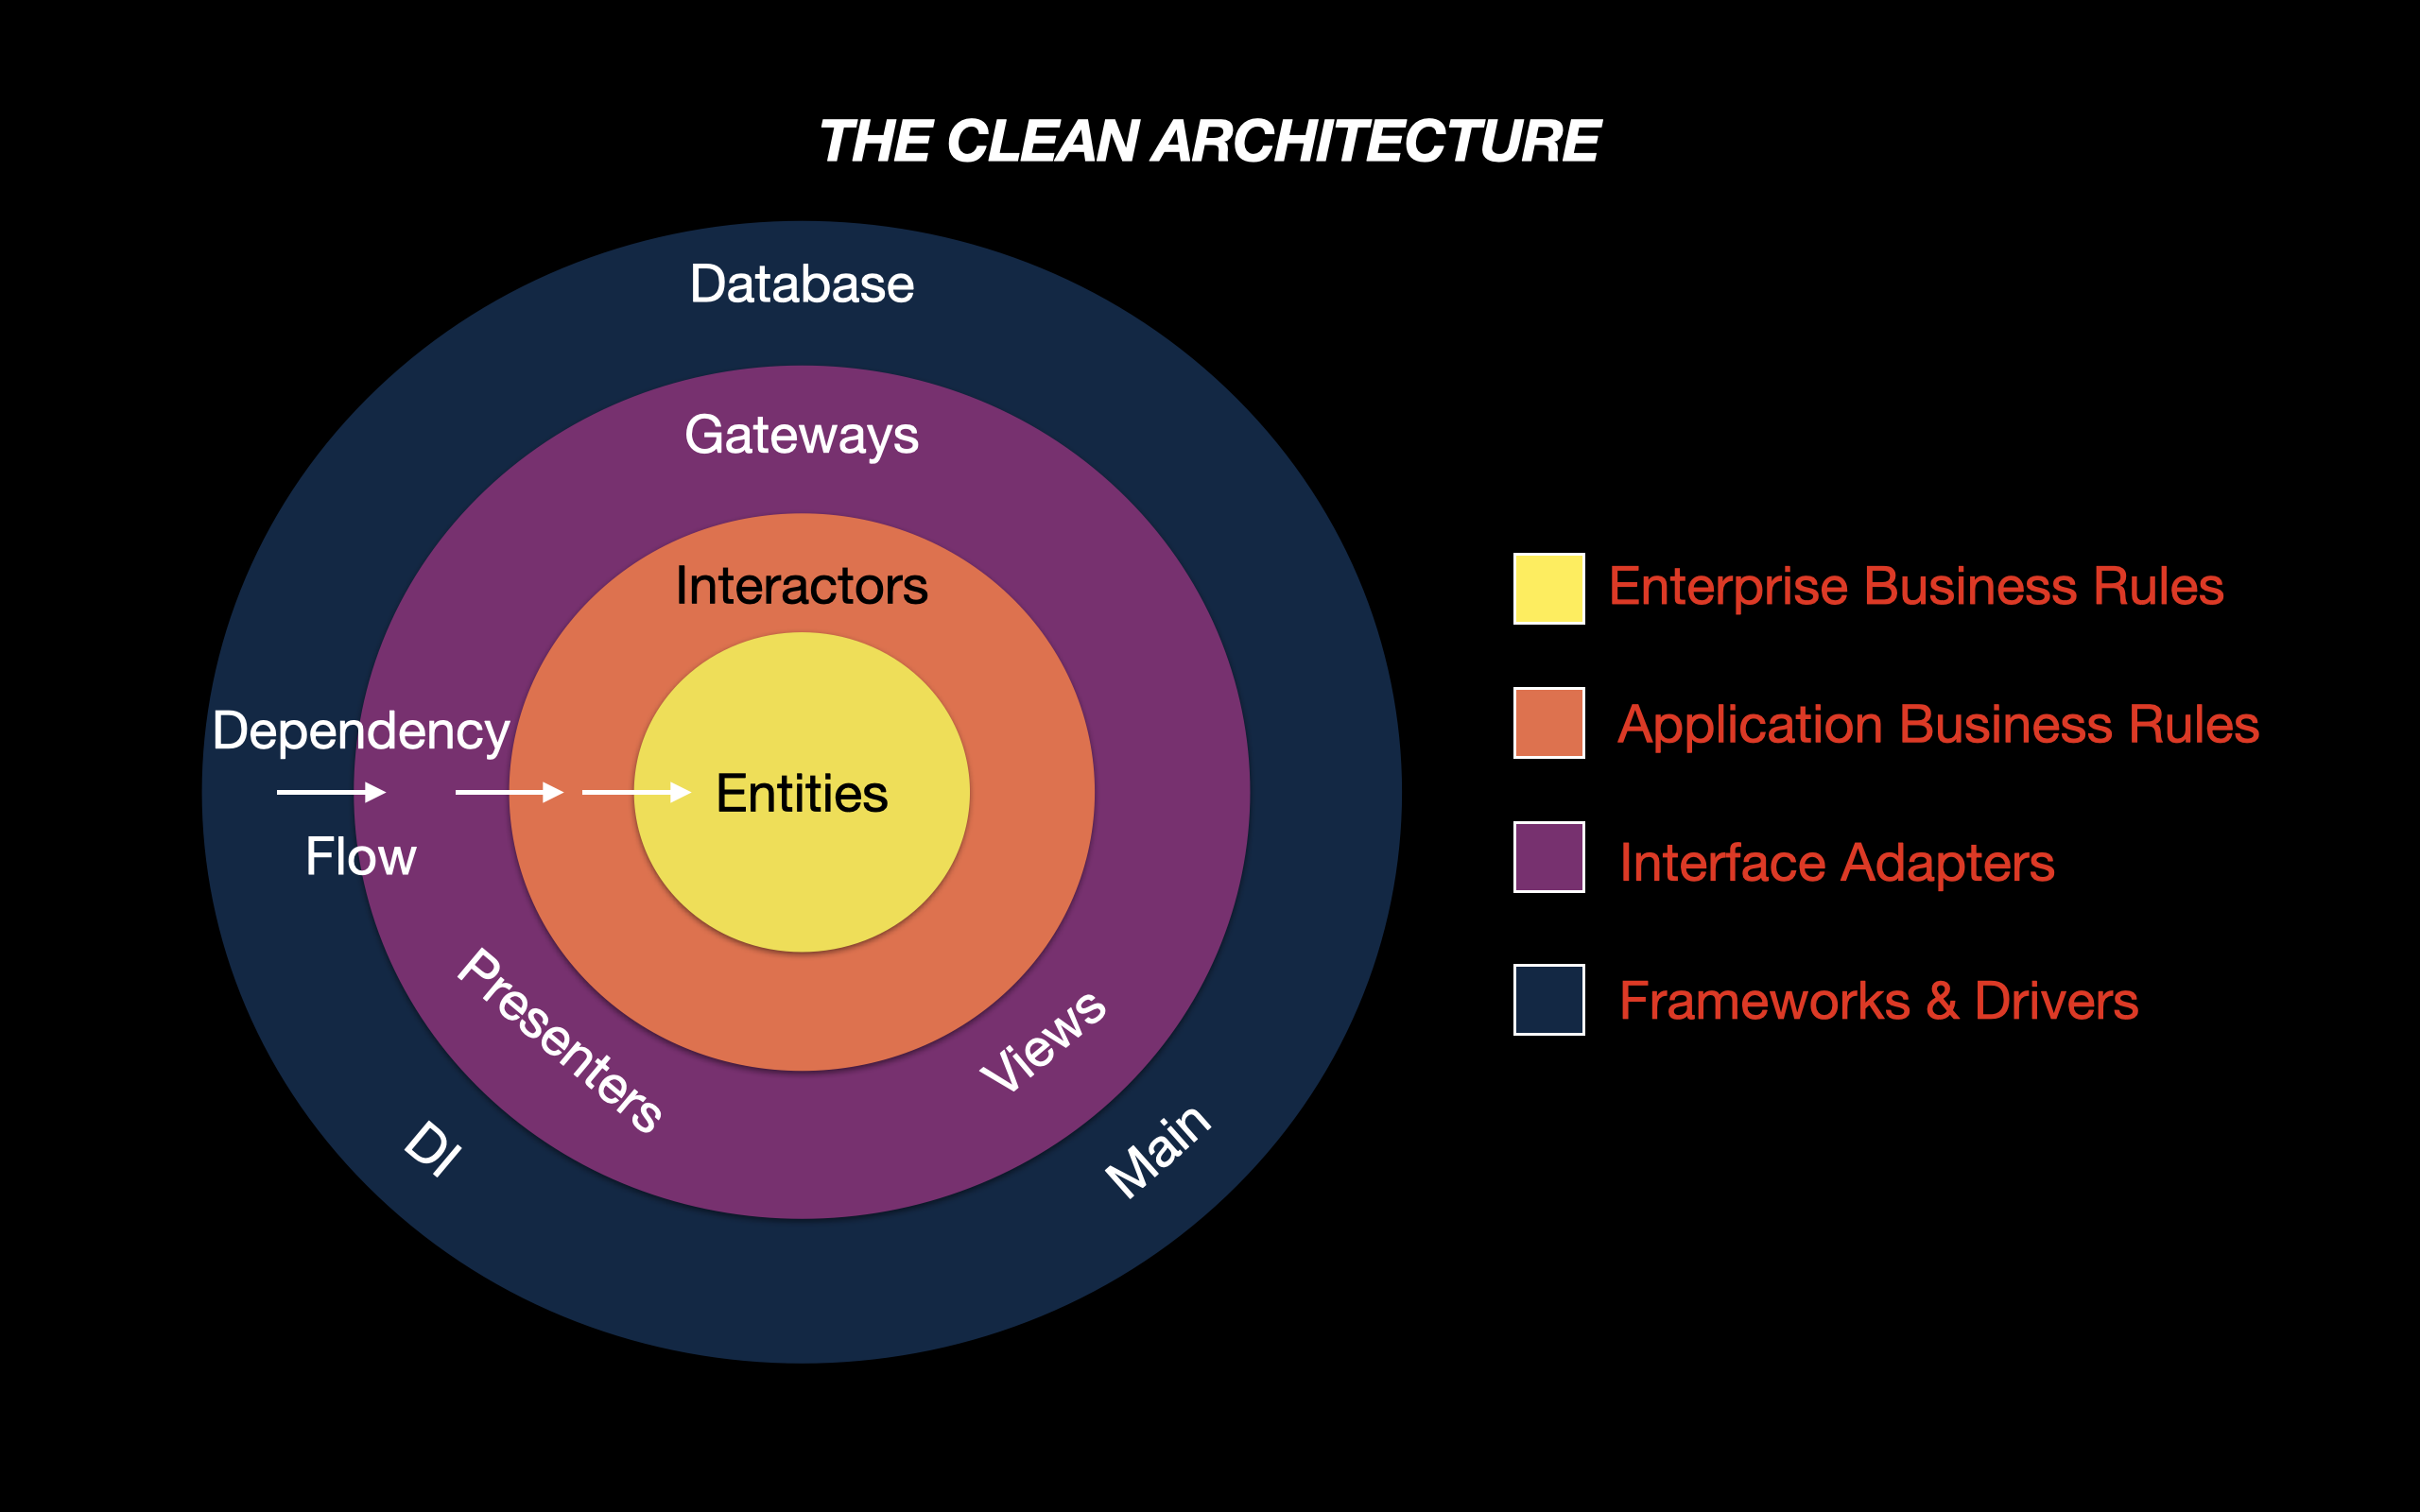 THE CLEAN ARCHITECTURE
Database
Gateways
Interactors
Entities
Dependency
Flow
Presenters
Views
DI
Main
Enterprise Business Rules
Application Business Rules
Interface Adapters
Frameworks & Drivers